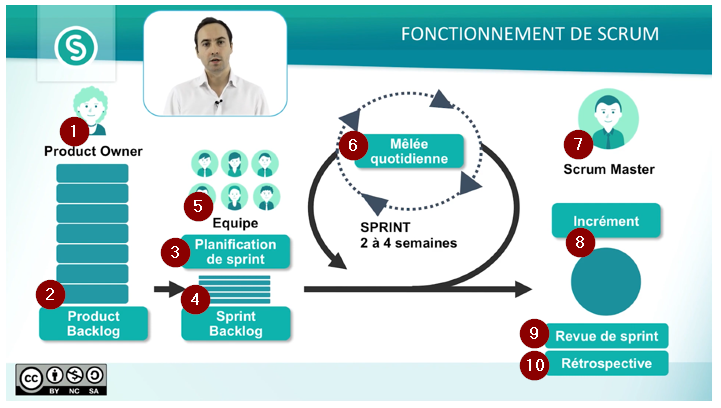 FONCTIONNEMENT DE SCRUM
S
1
Product Owner
2
Product
Backlog
5
Equipe
3
Planification
de sprint
4
Sprint
Backlog
6
Mêlée
quotidienne
SPRINT
2 à 4 semaines
7
Scrum Master
Incrément
8
9
Revue de sprint
10
Rétrospective
cc
BY NC SA